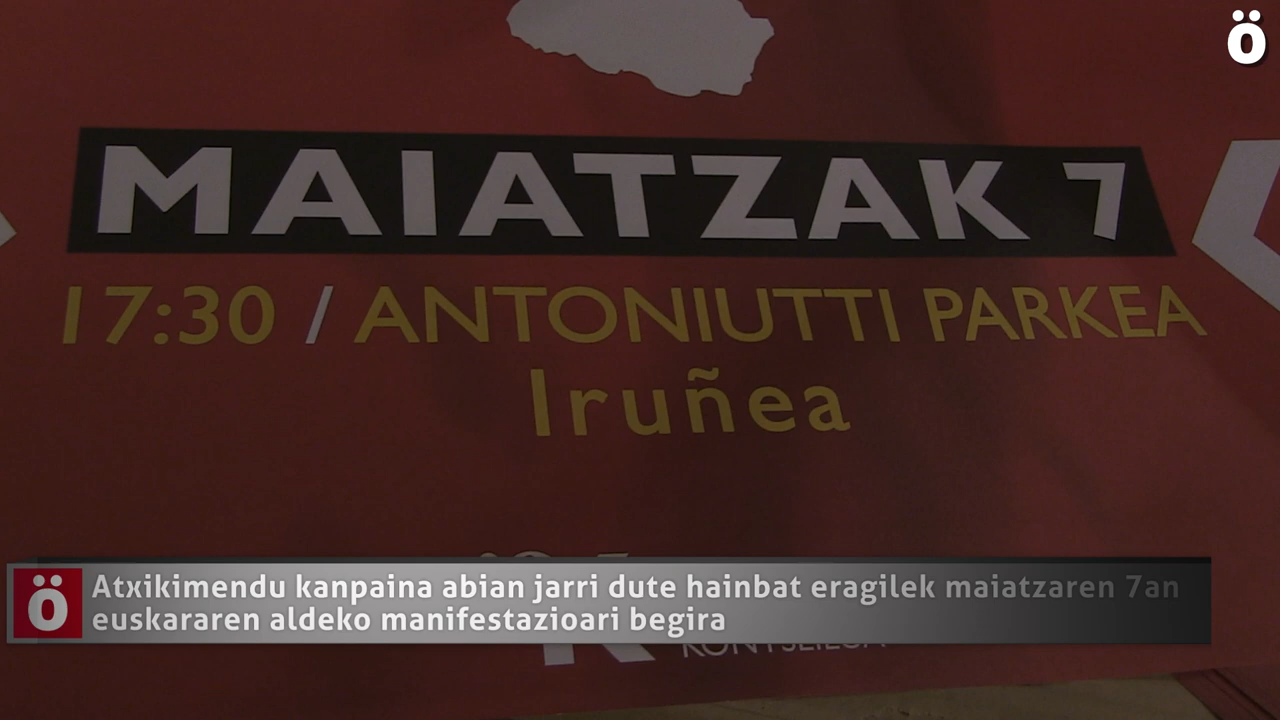 ö
MAIATZAK 7
17:30 / ANTONIUTTI PARKEA
Iruñea
ö
Atxikimendu kanpaina abian jarri dute hainbat eragilek maiatzaren 7an
euskararen aldeko manifestazioari begira